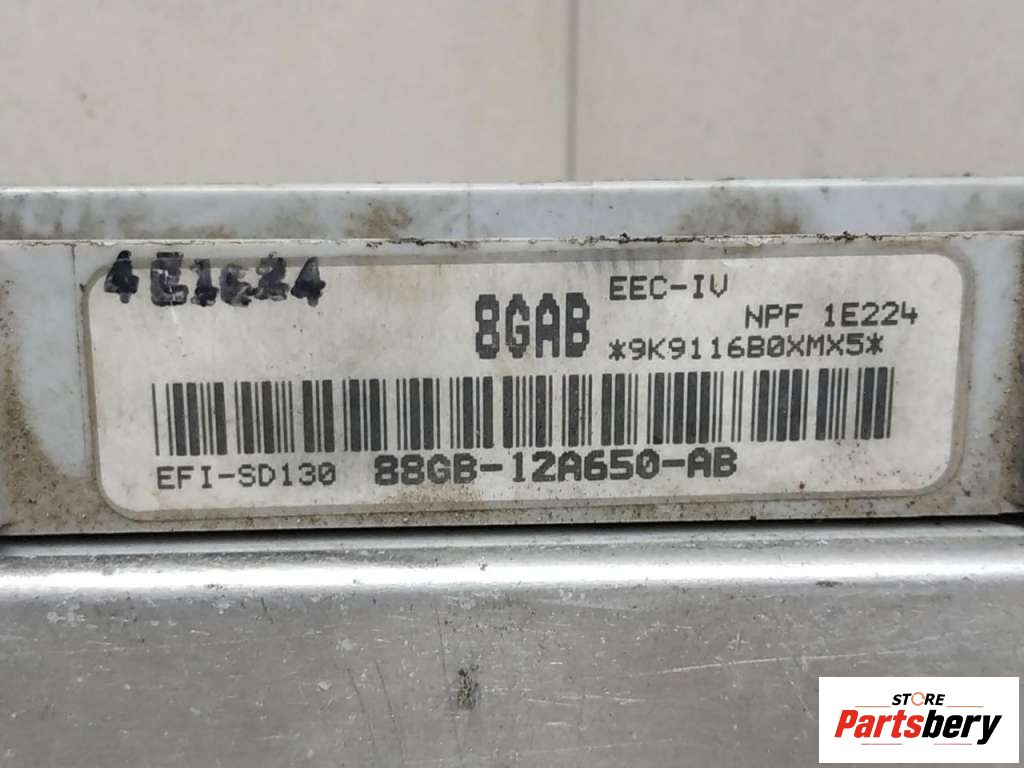 EEC-IV
8GAB
NPF 1E224
*9K9116B0XMX5*
EFI-SD130 88GB-12A650-AB
STORE
Partsbery